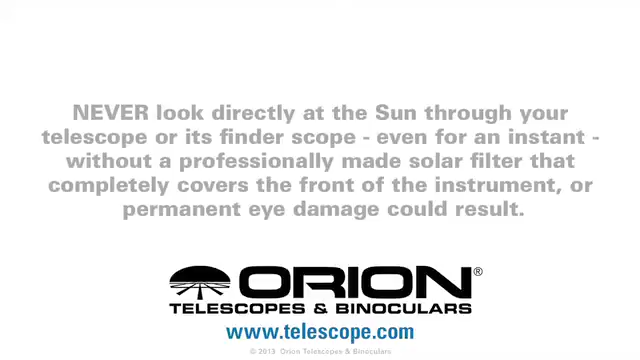 NEVER look directly at the Sun through your
telescope or its finder scope - even for an instant -
without a professionally made solar filter that
completely covers the front of the instrument, or
permanent eye damage could result.
ORION®
TELESCOPES & BINOCULARS
www.telescope.com
© 2013 Orion Telescopes & Binoculars